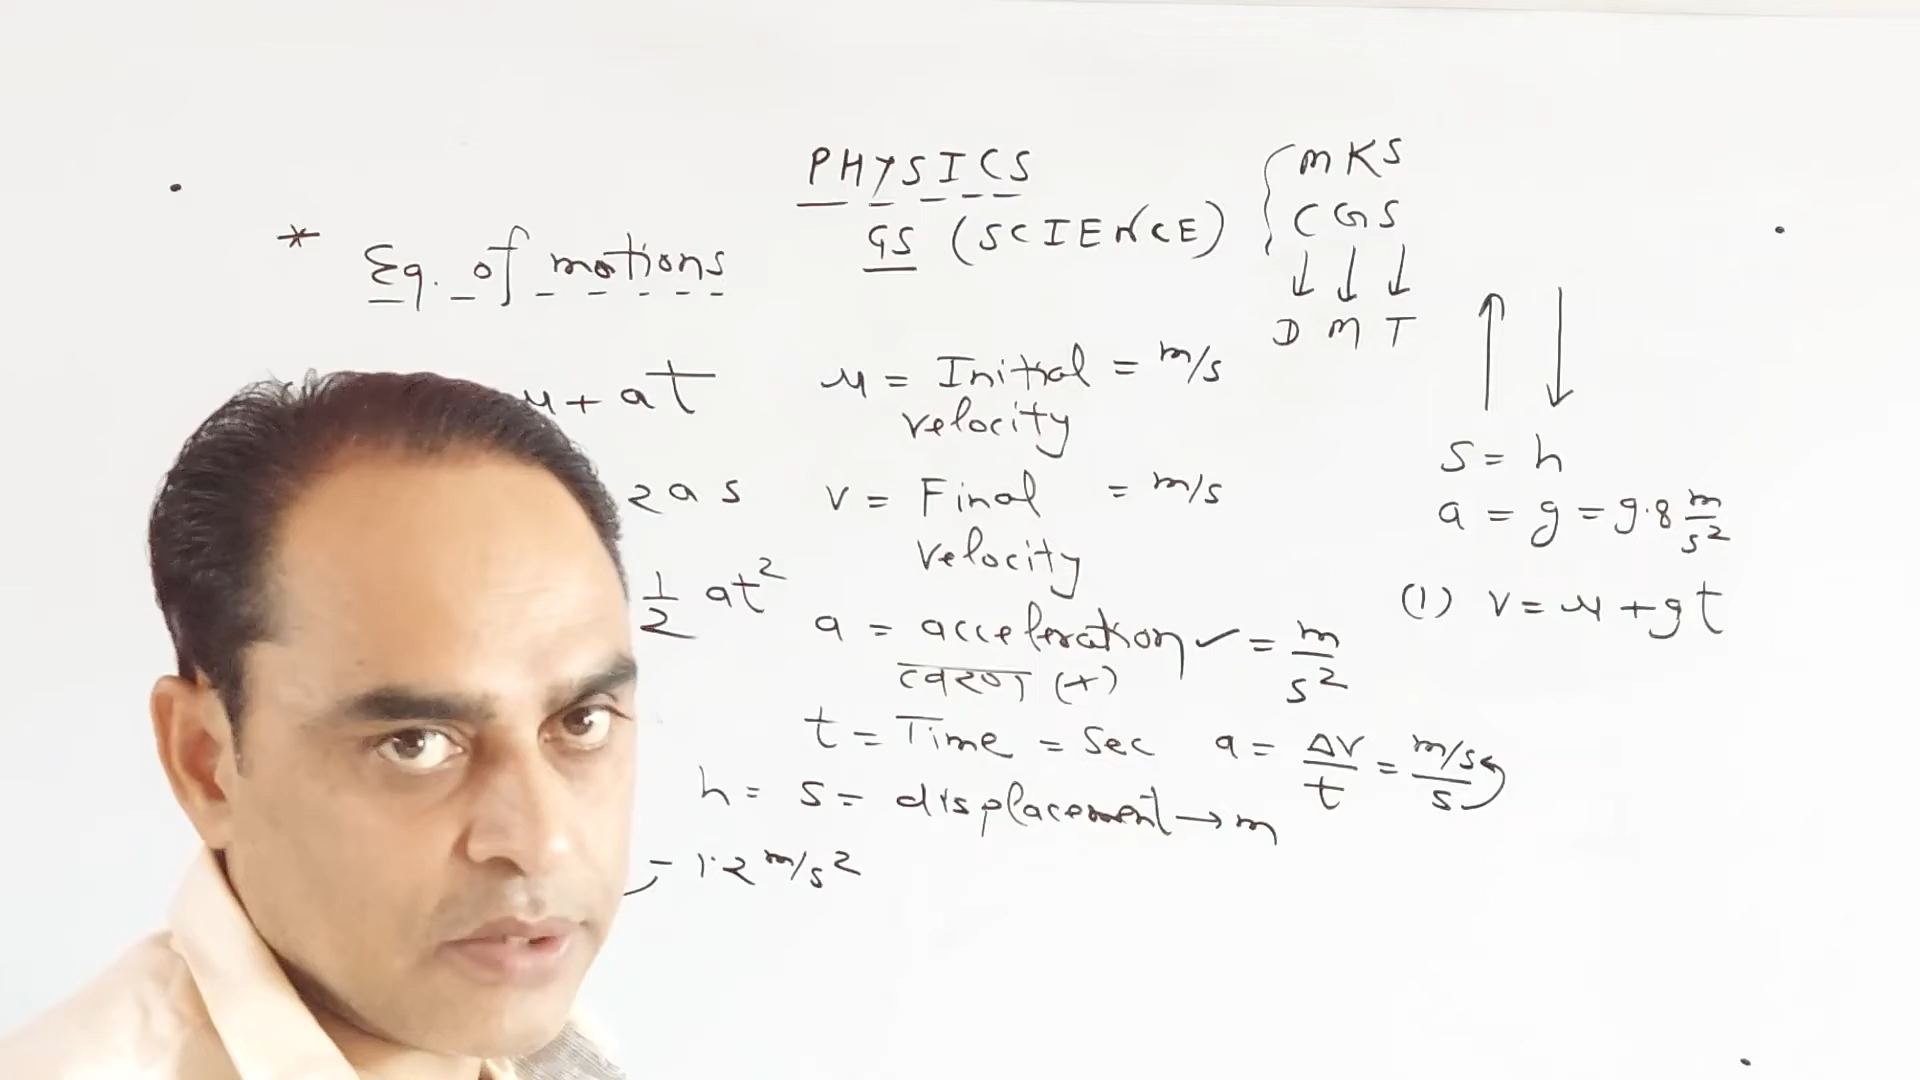 PHYSICS
GS (SCIENCE)
MKS
CGS
↓ ↓ ↓
D M T
* Eq. of motions
u + at
2as
1/2 at²
u = Initial velocity = m/s
v = Final velocity = m/s
a = acceleration ✓ = m/s²
त्वरण (+)
t = Time = Sec
a = ΔV/t = m/s/s
h = s = displacement → m
- 1.2 m/s²
↑ ↓
S = h
a = g = 9.8 m/s²
(1) v = u + gt